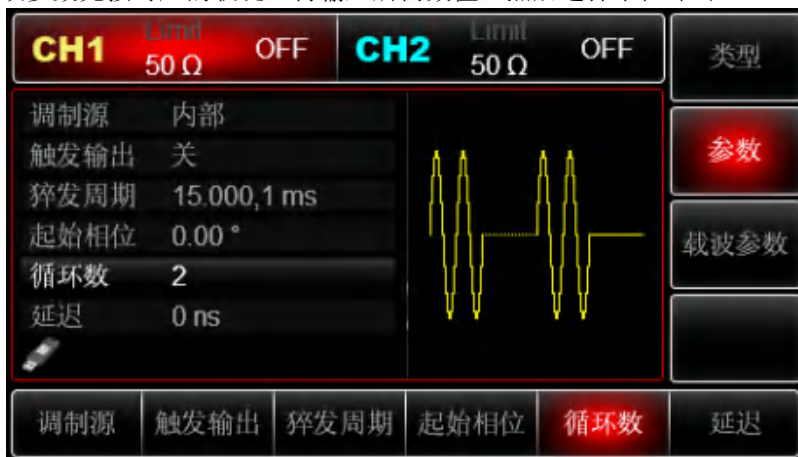 CH1 Limit 50 Ω OFF CH2 Limit 50 Ω OFF
类型
调制源 内部
触发输出 关
猝发周期 15.000,1 ms
起始相位 0.00 °
循环数 2
延迟 0 ns
参数
载波参数
调制源 触发输出 猝发周期 起始相位 循环数 延迟